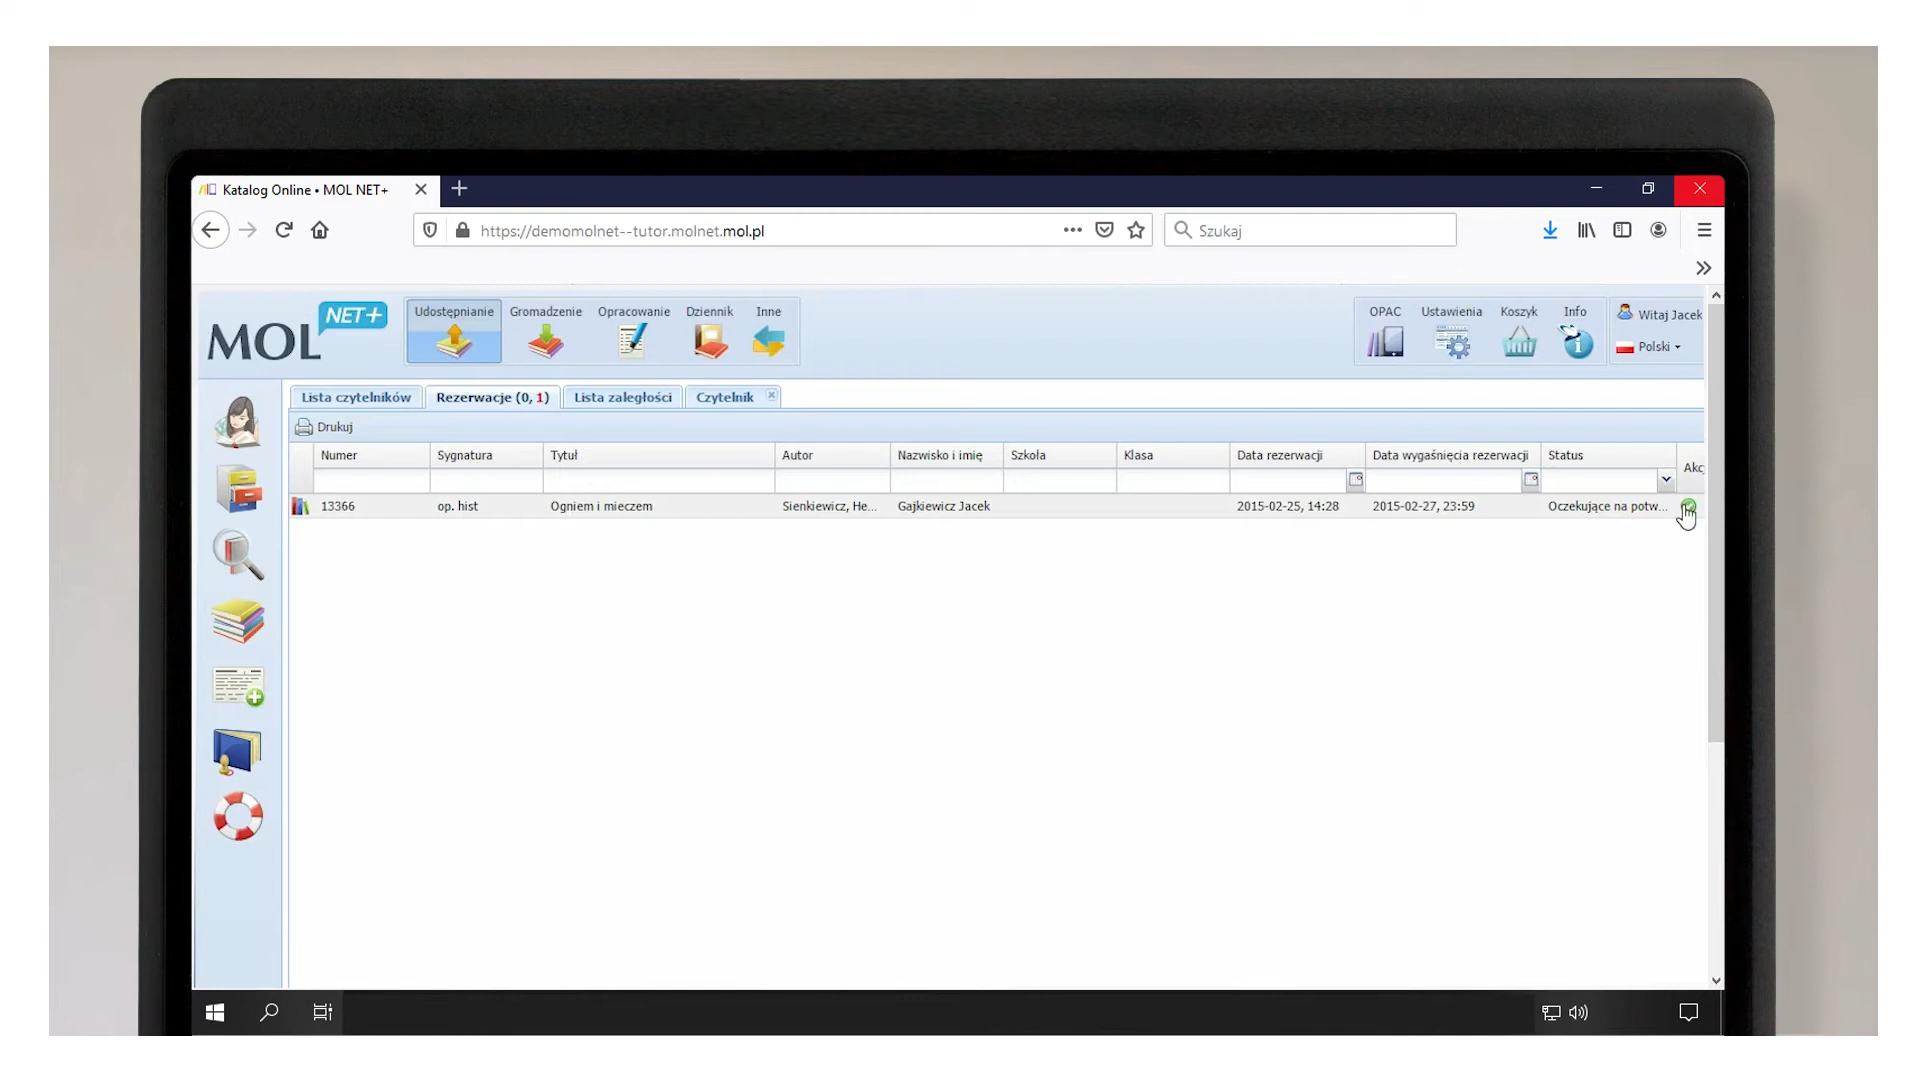 Katalog Online • MOL NET+
https://demomolnet--tutor.molnet.mol.pl
Szukaj
MOL NET+
Udostępnianie
Gromadzenie
Opracowanie
Dziennik
Inne
OPAC
Ustawienia
Koszyk
Info
Witaj Jacek
Polski
Lista czytelników
Rezerwacje (0, 1)
Lista zaległości
Czytelnik
Drukuj
Numer Sygnatura Tytuł Autor Nazwisko i imię Szkoła Klasa Data rezerwacji Data wygaśnięcia rezerwacji Status Akc
13366 op. hist Ogniem i mieczem Sienkiewicz, He... Gajkiewicz Jacek 2015-02-25, 14:28 2015-02-27, 23:59 Oczekujące na potw...